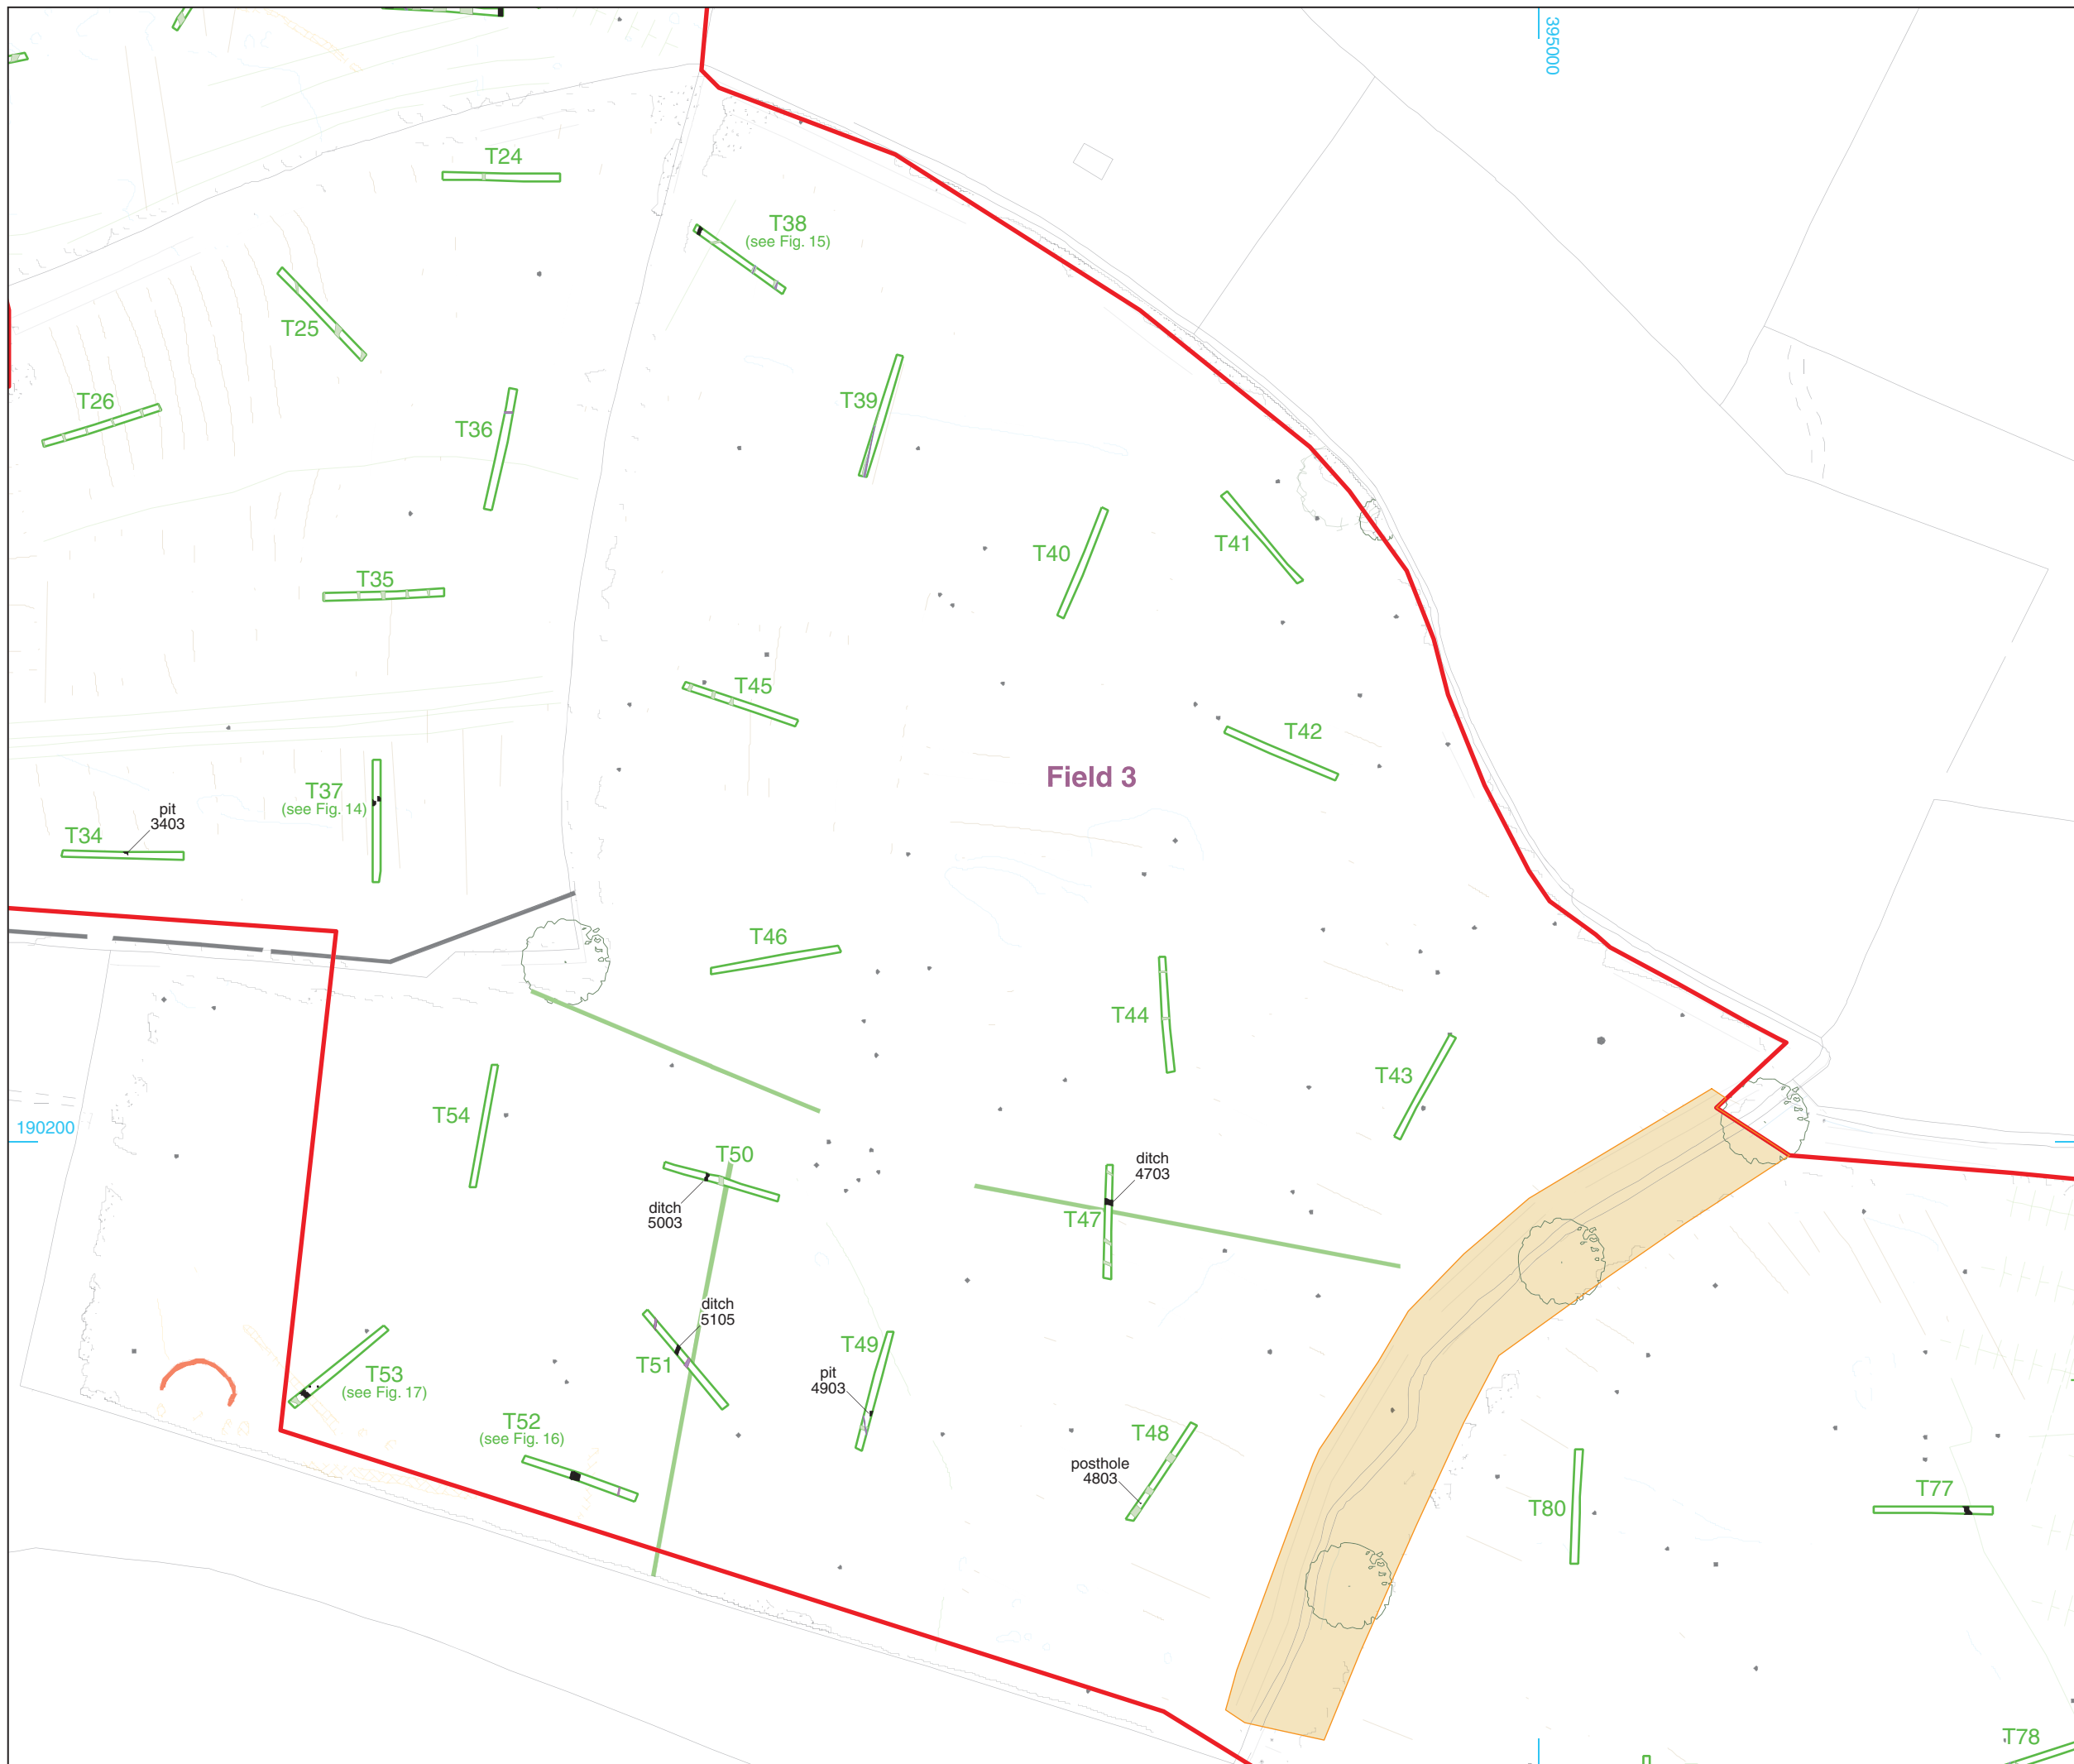 395000
T24
T38
(see Fig. 15)
T25
T26
T39
T36
T40
T41
T35
T45
T42
Field 3
T37
(see Fig. 14)
pit
3403
T34
T46
T44
T43
T54
190200
T50
ditch
5003
ditch
4703
T47
ditch
5105
T51
T49
pit
4903
T53
(see Fig. 17)
T52
(see Fig. 16)
T48
posthole
4803
T80
T77
T78